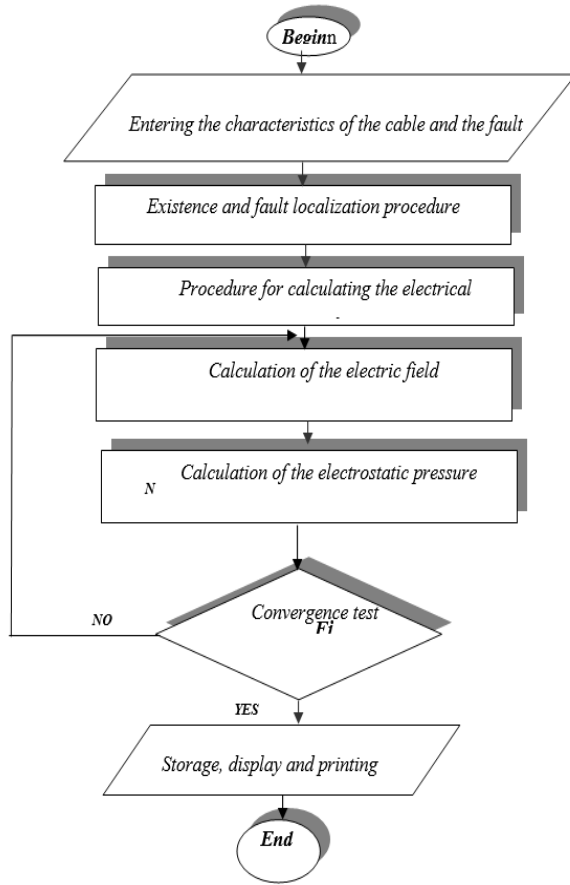 Beginn
Entering the characteristics of the cable and the fault
Existence and fault localization procedure
Procedure for calculating the electrical
Calculation of the electric field
Calculation of the electrostatic pressure
N
Convergence test
Fi
NO
YES
Storage, display and printing
End